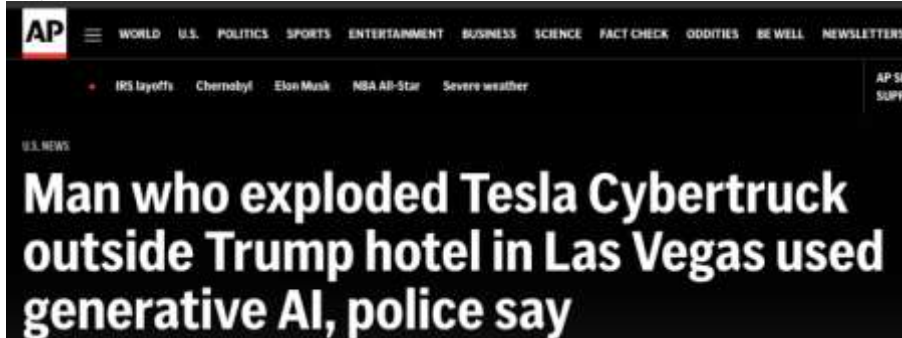 AP WORLD U.S. POLITICS SPORTS ENTERTAINMENT BUSINESS SCIENCE FACT CHECK ODDITIES BE WELL NEWSLETTERS
IRS layoffs Chernobyl Elon Musk NBA All-Star Severe weather
U.S. NEWS
Man who exploded Tesla Cybertruck
outside Trump hotel in Las Vegas used
generative AI, police say